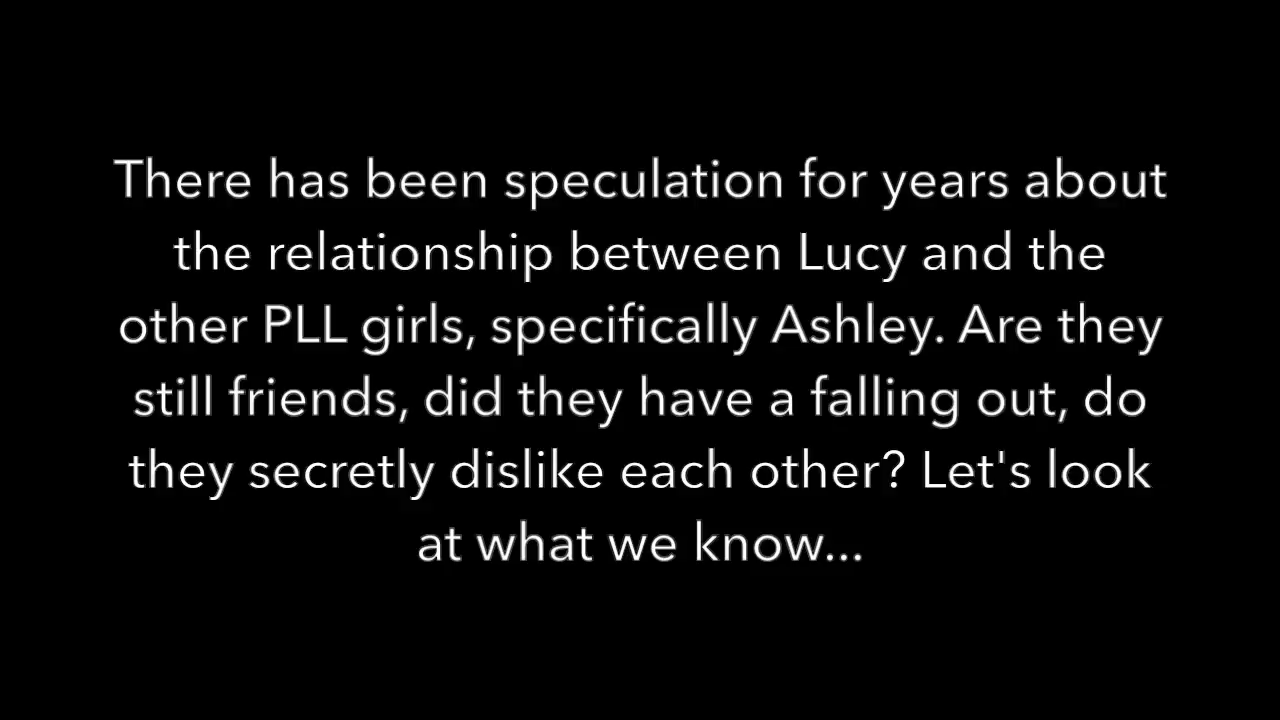 There has been speculation for years about
the relationship between Lucy and the
other PLL girls, specifically Ashley. Are they
still friends, did they have a falling out, do
they secretly dislike each other? Let's look
at what we know...